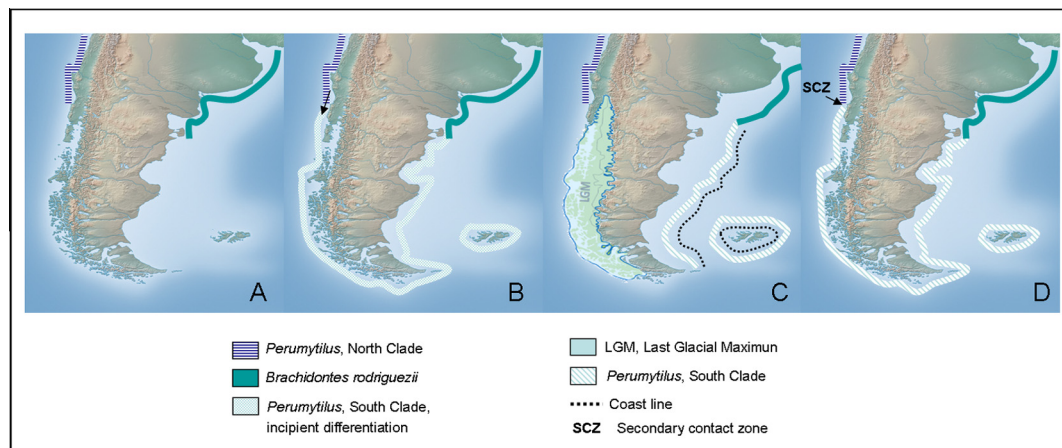 A
B
LGM
C
SCZ
D
Perumytilus, North Clade
Brachidontes rodriguezii
Perumytilus, South Clade,
incipient differentiation
LGM, Last Glacial Maximun
Perumytilus, South Clade
Coast line
SCZ Secondary contact zone